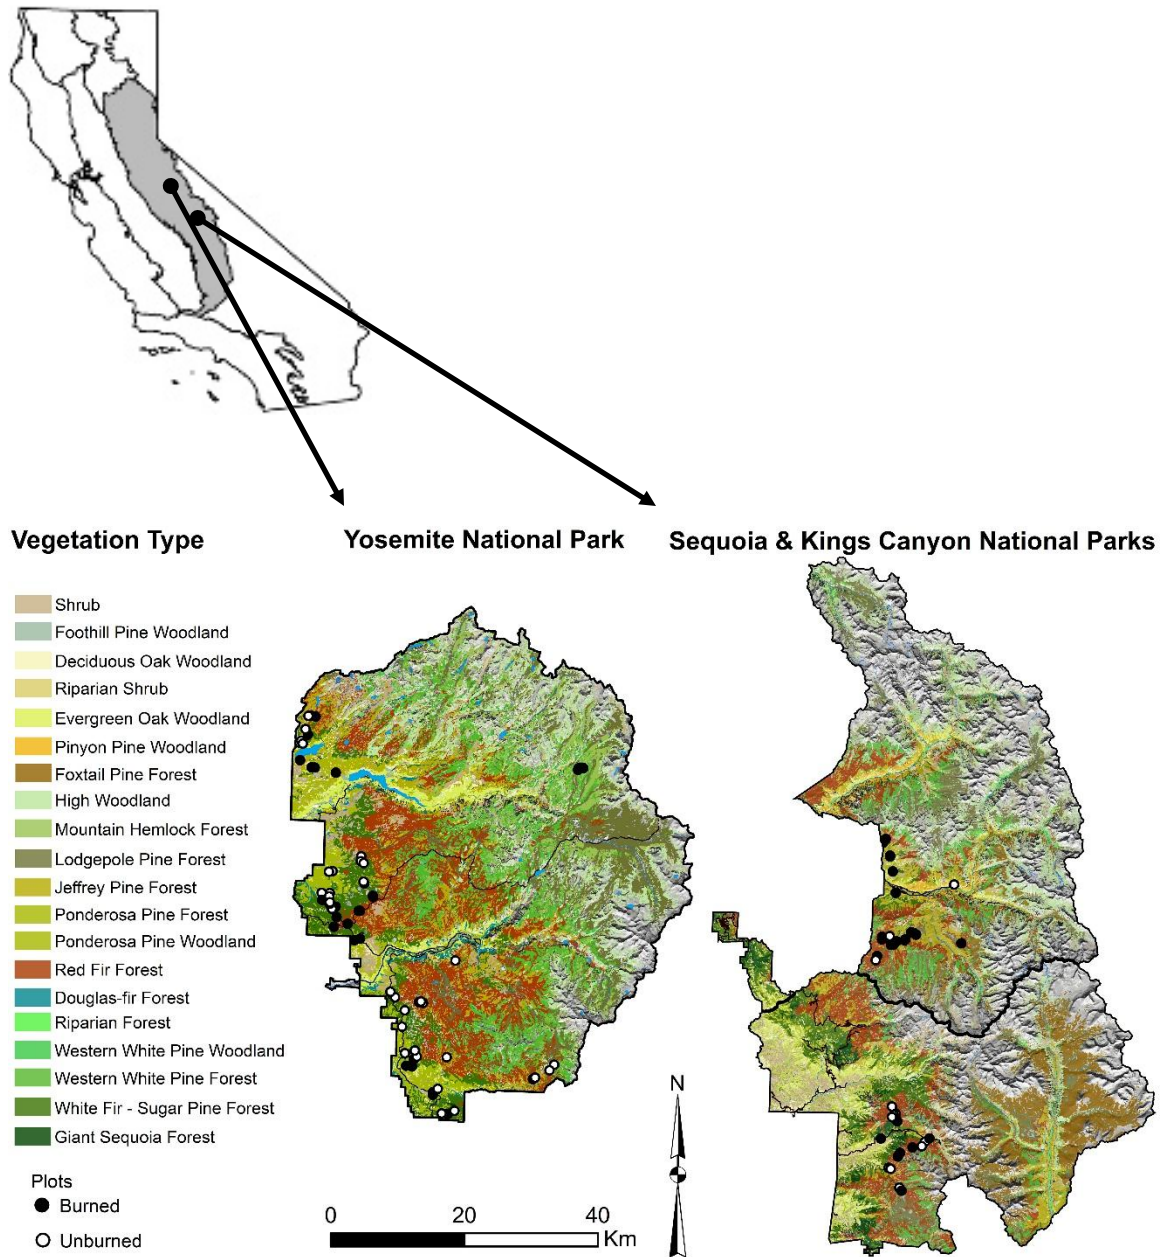 Vegetation Type
Yosemite National Park
Sequoia & Kings Canyon National Parks
Shrub
Foothill Pine Woodland
Deciduous Oak Woodland
Riparian Shrub
Evergreen Oak Woodland
Pinyon Pine Woodland
Foxtail Pine Forest
High Woodland
Mountain Hemlock Forest
Lodgepole Pine Forest
Jeffrey Pine Forest
Ponderosa Pine Forest
Ponderosa Pine Woodland
Red Fir Forest
Douglas-fir Forest
Riparian Forest
Western White Pine Woodland
Western White Pine Forest
White Fir - Sugar Pine Forest
Giant Sequoia Forest
Plots
Burned
Unburned
0 20 40
Km
N